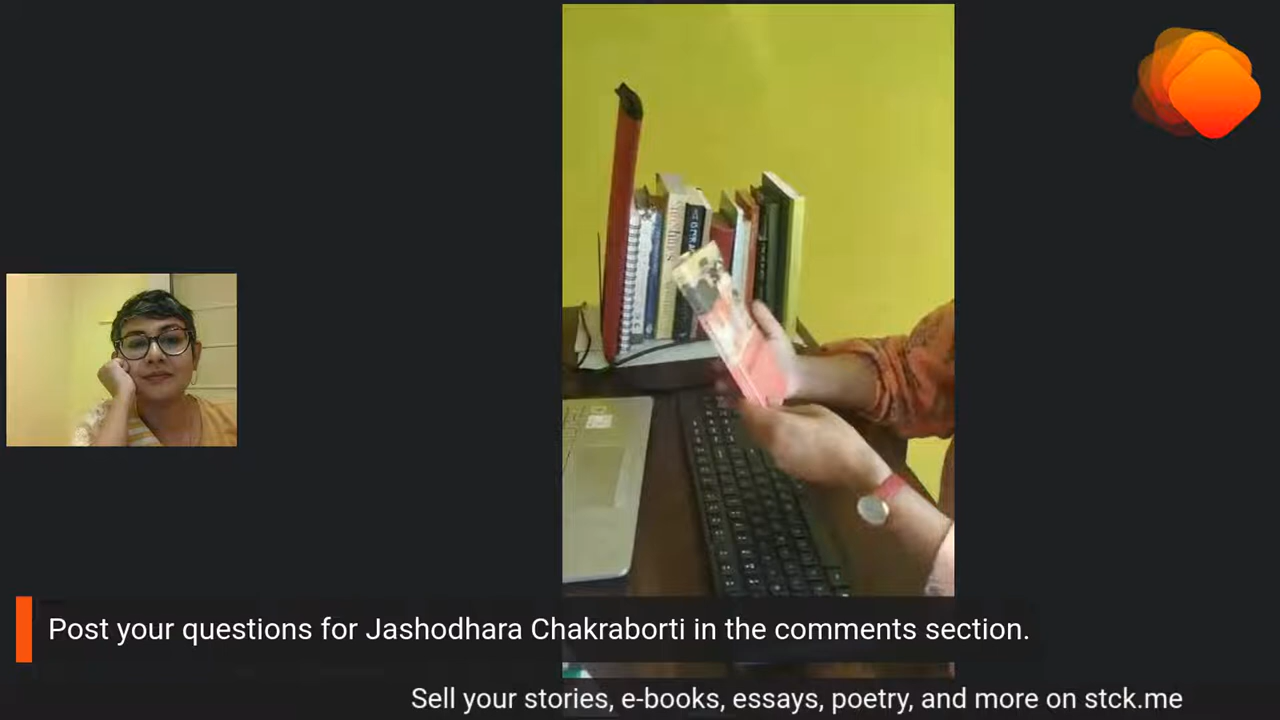 Post your questions for Jashodhara Chakraborti in the comments section.
Sell your stories, e-books, essays, poetry, and more on stck.me